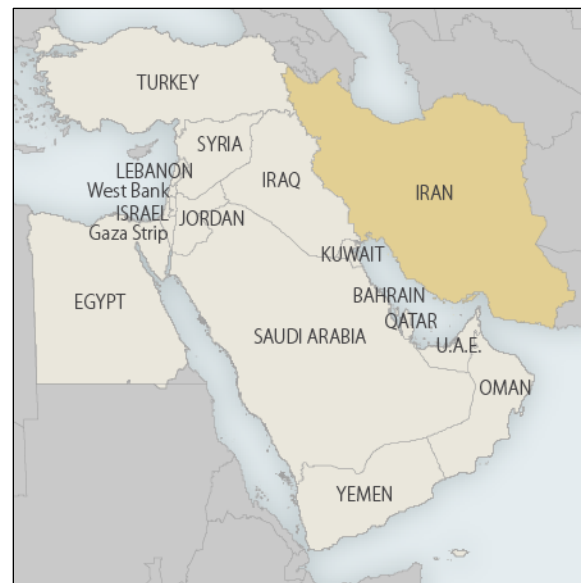 TURKEY
SYRIA
LEBANON
West Bank
IRAQ
IRAN
ISRAEL
JORDAN
Gaza Strip
KUWAIT
EGYPT
BAHRAIN
QATAR
SAUDI ARABIA
U.A.E.
OMAN
YEMEN